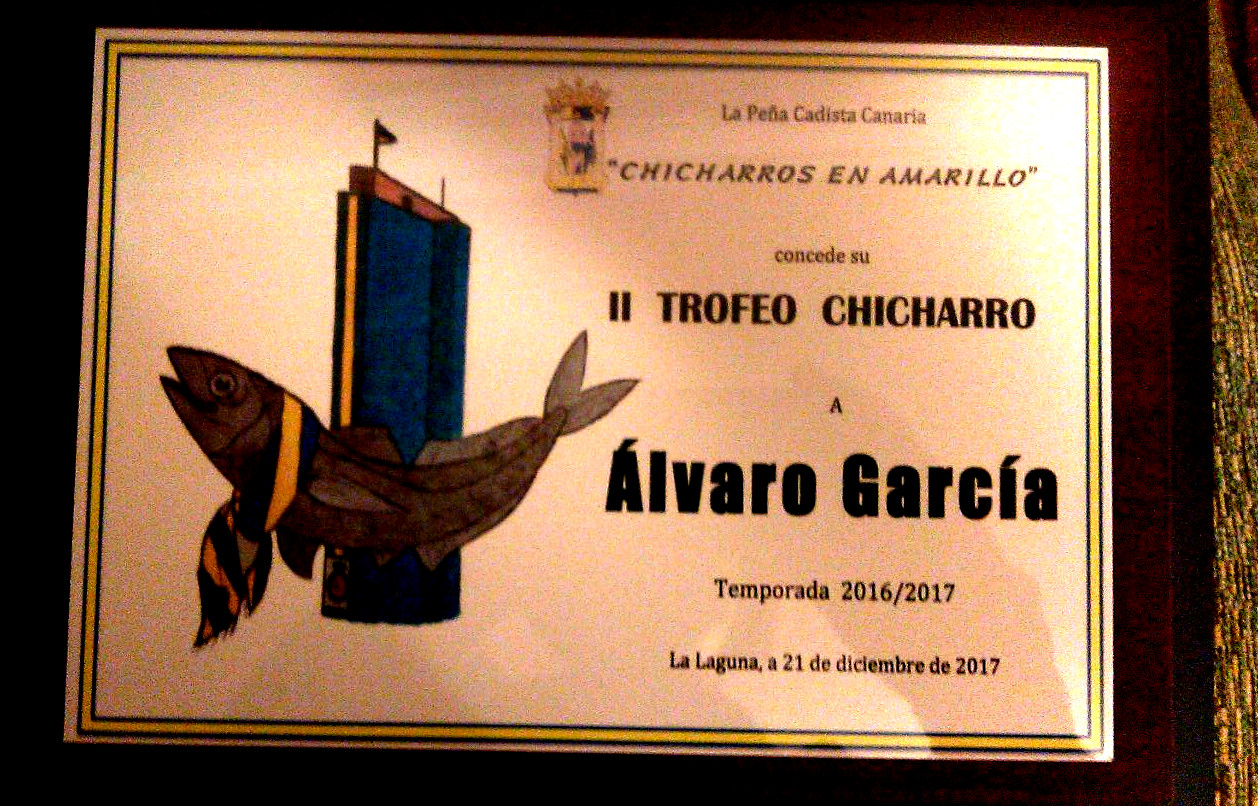 La Peña Cadista Canaria
"CHICHARROS EN AMARILLO"
concede su
II TROFEO CHICHARRO
A
Álvaro García
Temporada 2016/2017
La Laguna, a 21 de diciembre de 2017